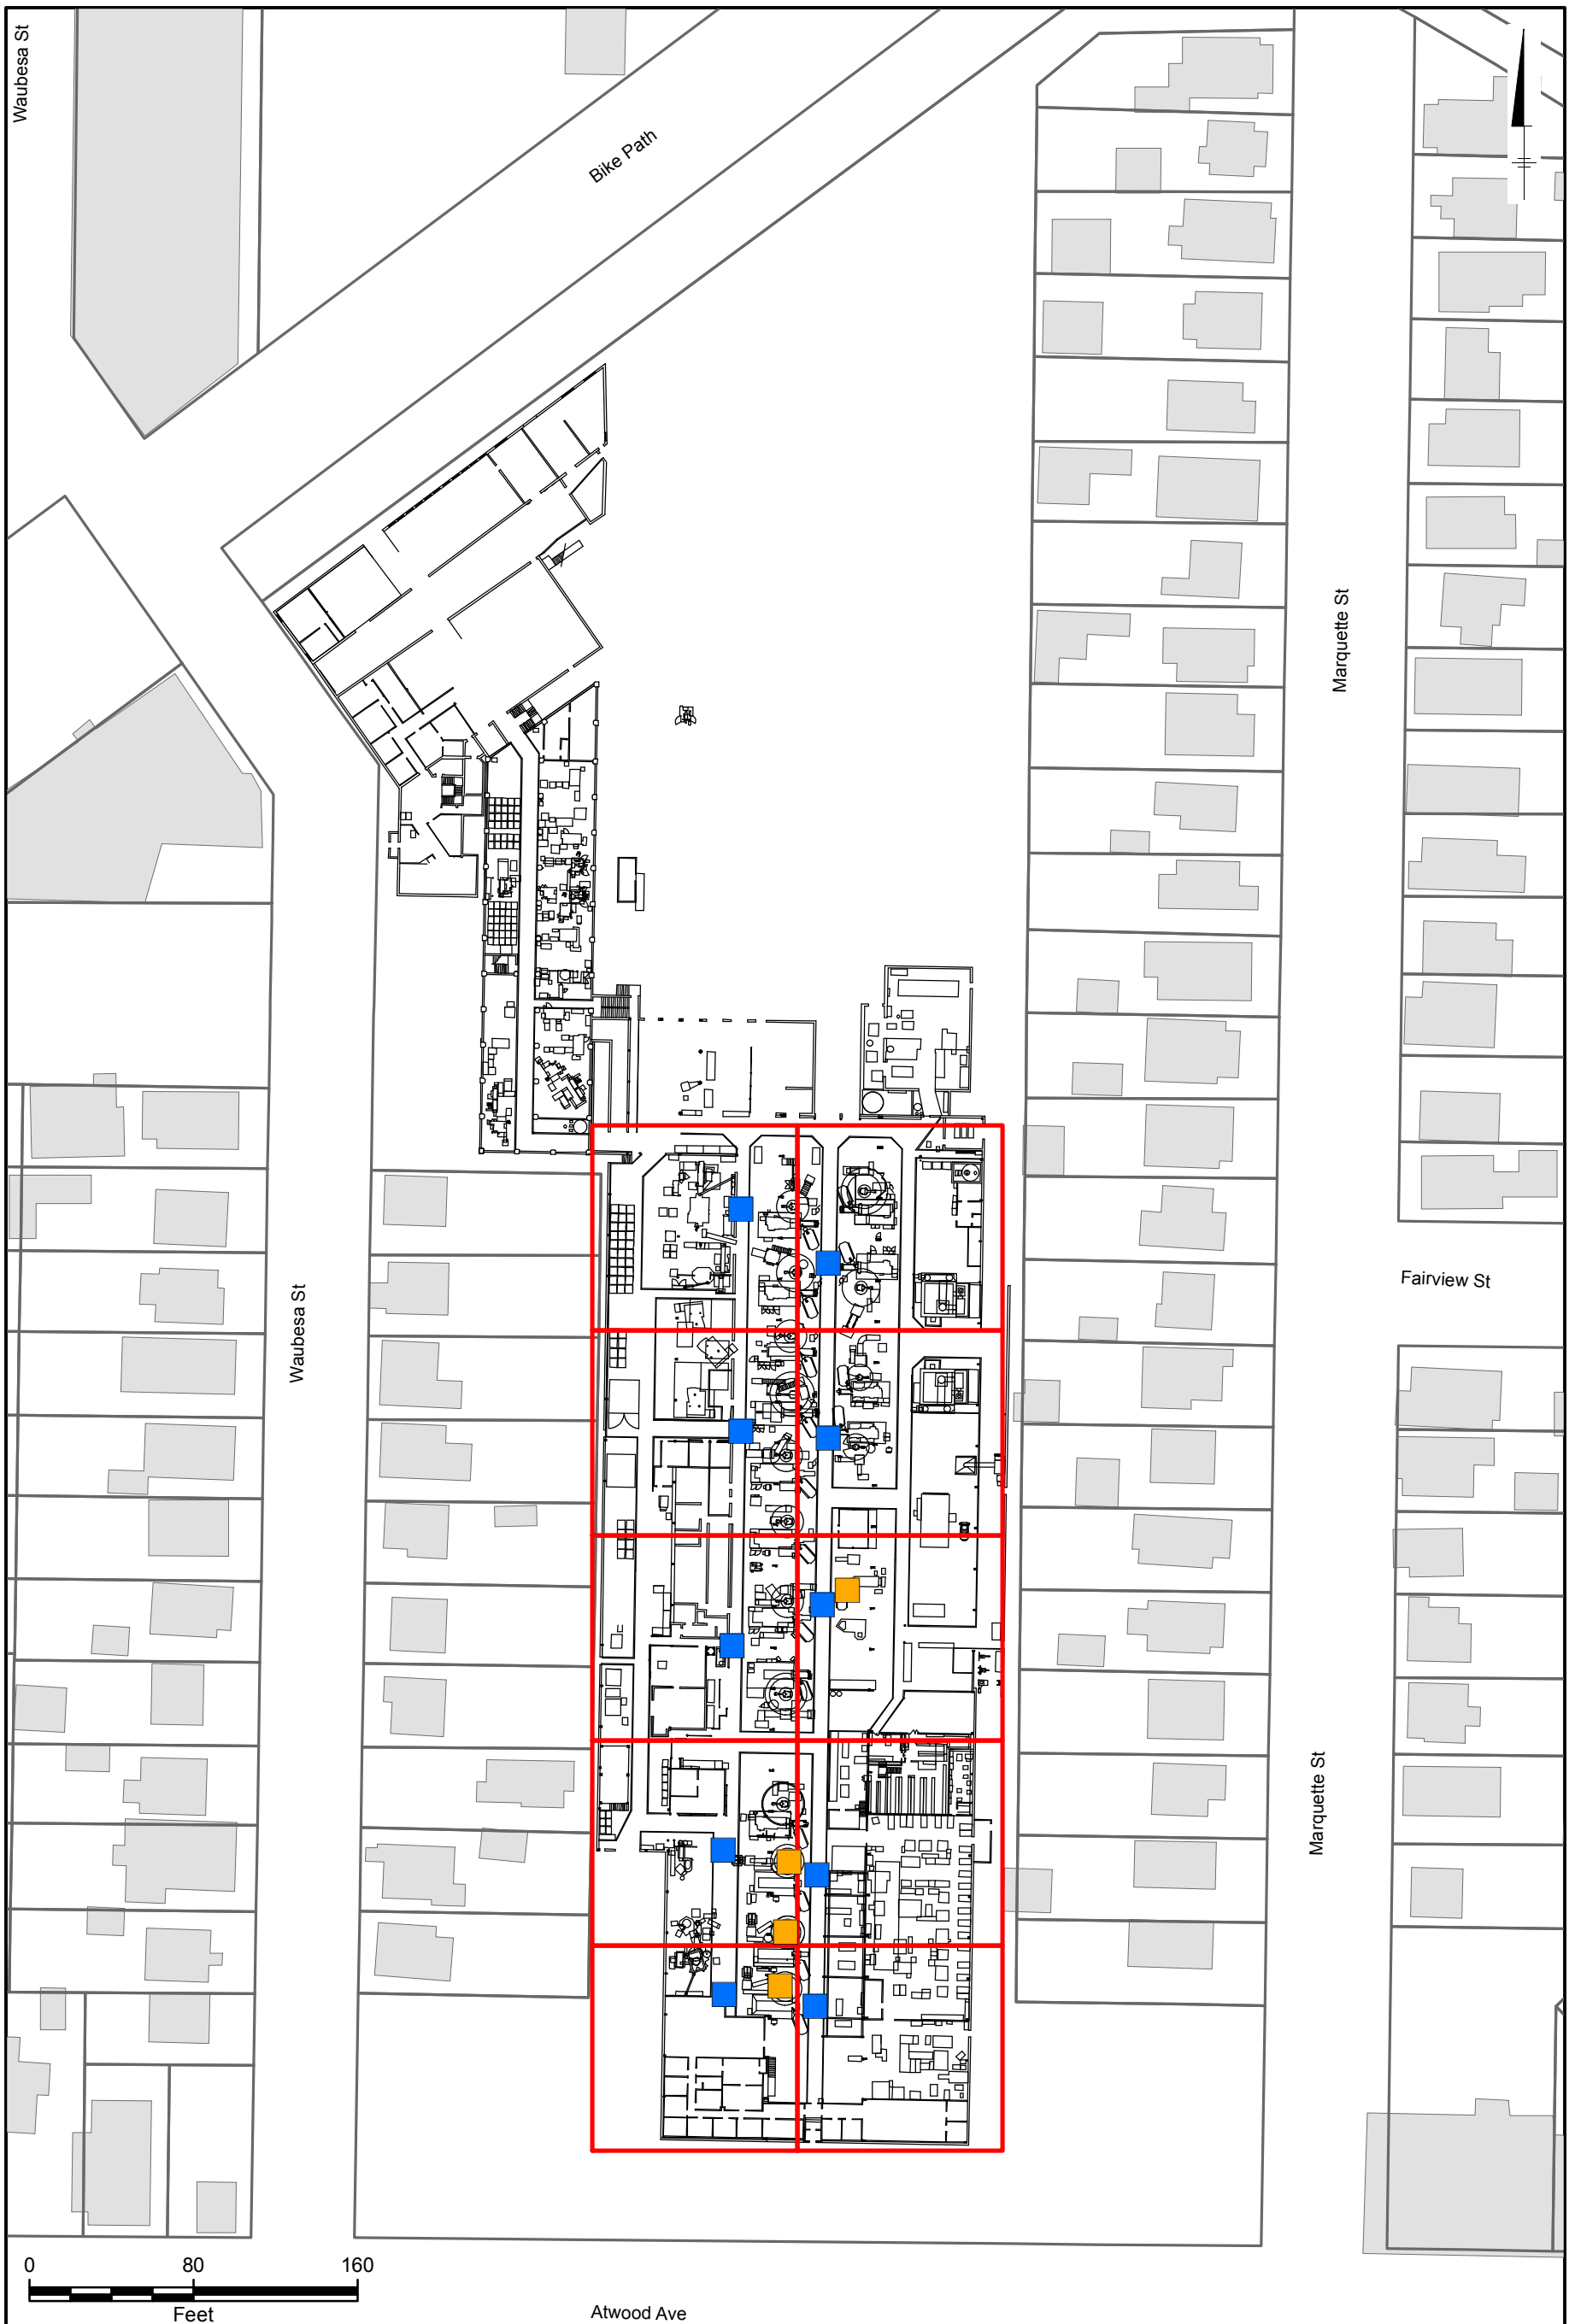 Waubesa St
Bike Path
Marquette St
Fairview St
Waubesa St
Marquette St
0 80 160
Feet
Atwood Ave